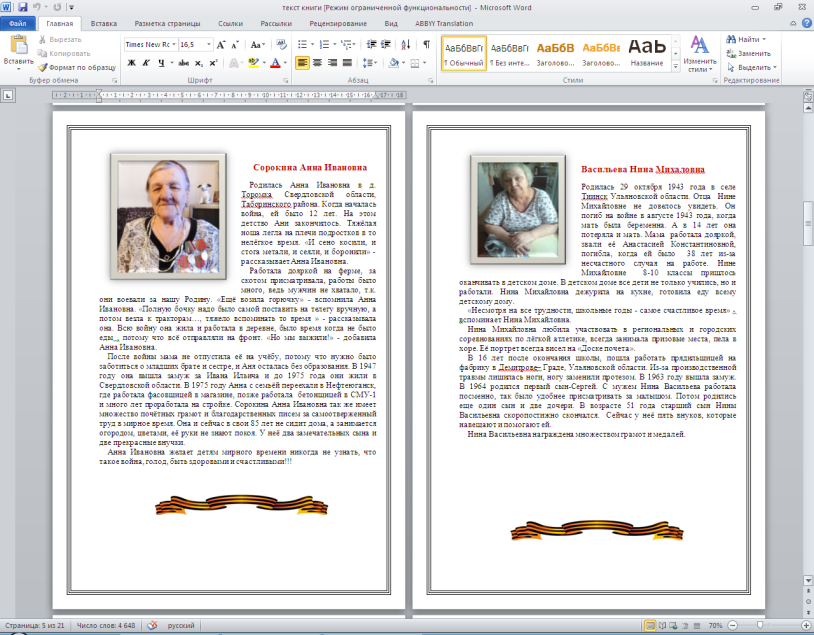 текст книги [Режим ограниченной функциональности] - Microsoft Word
Файл Главная Вставка Разметка страницы Ссылки Рассылки Рецензирование Вид ABBYY Translation
Вставить
Вырезать
Копировать
Формат по образцу
Буфер обмена
Times New Ro 16,5
Шрифт
Абзац
АаБбВвГг АаБбВвГг АаБбВ АаБбВв АаЬ
¶ Обычный ¶ Без инте... Заголово... Заголово... Название
Изменить стили
Стили
Найти
Заменить
Выделить
Редактирование
Сорокина Анна Ивановна
Родилась Анна Ивановна в д.
Торомка Свердловской области,
Таборинского района. Когда началась
война, ей было 12 лет. На этом
детство Ани закончилось. Тяжёлая
ноша легла на плечи подростков в то
нелёгкое время. «И сено косили, и
стога метали, и сеяли, и боронили» -
рассказывает Анна Ивановна.
Работала дояркой на ферме, за
скотом присматривала, работы было
много, ведь мужчин не хватало, т.к.
они воевали за нашу Родину. «Ещё возила горючку» - вспомнила Анна
Ивановна. «Полную бочку надо было самой поставить на телегу вручную, а
потом везла к тракторам…, тяжело вспоминать то время » - рассказывала
она. Всю войну она жила и работала в деревне, было время когда не было
еды , потому что всё отправляли на фронт. «Но мы выжили!» - добавила
Анна Ивановна.
После войны мама не отпустила её на учёбу, потому что нужно было
заботиться о младших брате и сестре, и Аня осталась без образования. В 1947
году она вышла замуж за Ивана Ильича и до 1975 года они жили в
Свердловской области. В 1975 году Анна с семьёй переехали в Нефтеюганск,
где работала фасовщицей в магазине, позже работала бетонщицей в СМУ-1
и много лет проработала на стройке. Сорокина Анна Ивановна так же имеет
множество почётных грамот и благодарственных писем за самоотверженный
труд в мирное время. Она и сейчас в свои 85 лет не сидит дома, а занимается
огородом, цветами, её руки не знают покоя. У неё два замечательных сына и
две прекрасные внучки.
Анна Ивановна желает детям мирного времени никогда не узнать, что
такое война, голод, быть здоровыми и счастливыми!!!
Васильева Нина Михаловна
Родилась 29 октября 1943 года в селе
Тиинск Ульяновской области. Отца Нине
Михайловне не довелось увидеть. Он
погиб на войне в августе 1943 года, когда
мать была беременна. А в 14 лет она
потеряла и мать. Мама работала дояркой,
звали её Анастасией Константиновной,
погибла, когда ей было 38 лет из-за
несчастного случая на работе. Нине
Михайловне 8-10 классы пришлось
оканчивать в детском доме. В детском доме все дети не только учились, но и
работали. Нина Михайловна дежурила на кухне, готовила еду всему
детскому дому.
«Несмотря на все трудности, школьные годы - самое счастливое время» -
вспоминает Нина Михайловна.
Нина Михайловна любила участвовать в региональных и городских
соревнованиях по лёгкой атлетике, всегда занимала призовые места, пела в
хоре. Её портрет всегда висел на «Доске почета».
В 16 лет после окончания школы, пошла работать прядильщицей на
фабрику в Демитрове– Граде, Ульяновской области. Из-за производственной
травмы лишилась ноги, ногу заменили протезом. В 1963 году вышла замуж.
В 1964 родился первый сын-Сергей. С мужем Нина Васильева работала
посменно, так было удобнее присматривать за малышом. Потом родились
еще один сын и две дочери. В возрасте 51 года старший сын Нины
Васильевна скоропостижно скончался. Сейчас у неё пять внуков, которые
навещают и помогают ей.
Нина Васильевна награждена множеством грамот и медалей.
Страница: 5 из 21 Число слов: 4 648 русский 70%